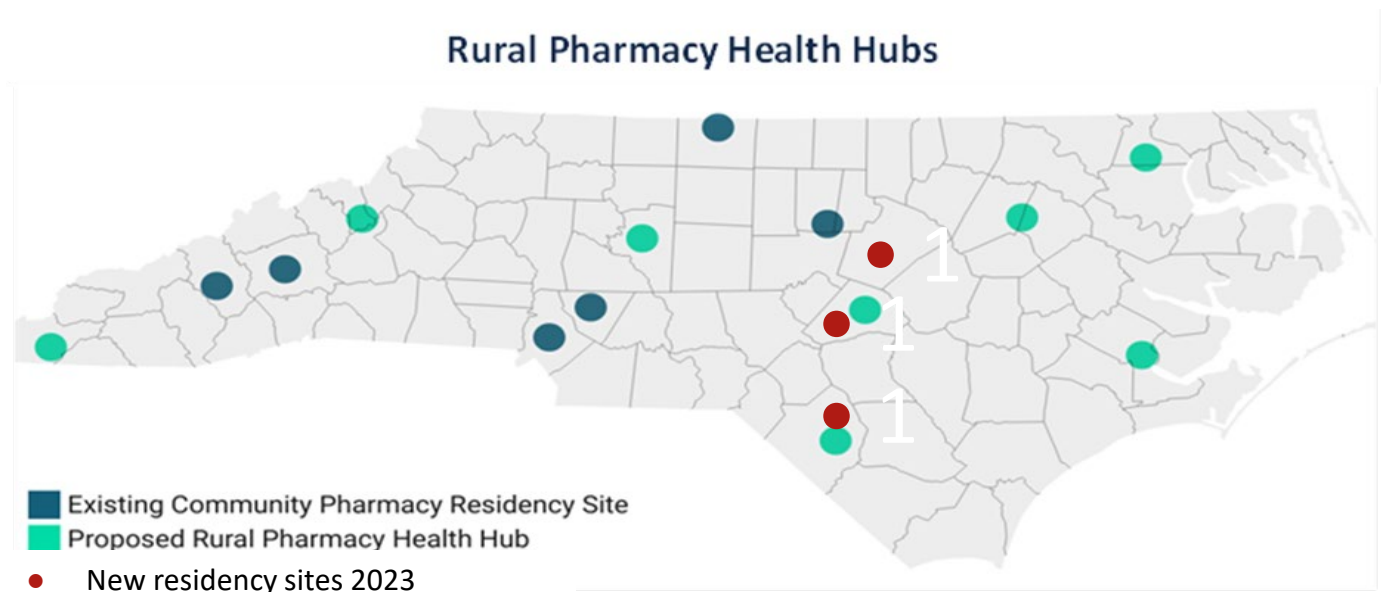 Rural Pharmacy Health Hubs
1
1
1
Existing Community Pharmacy Residency Site
Proposed Rural Pharmacy Health Hub
• New residency sites 2023